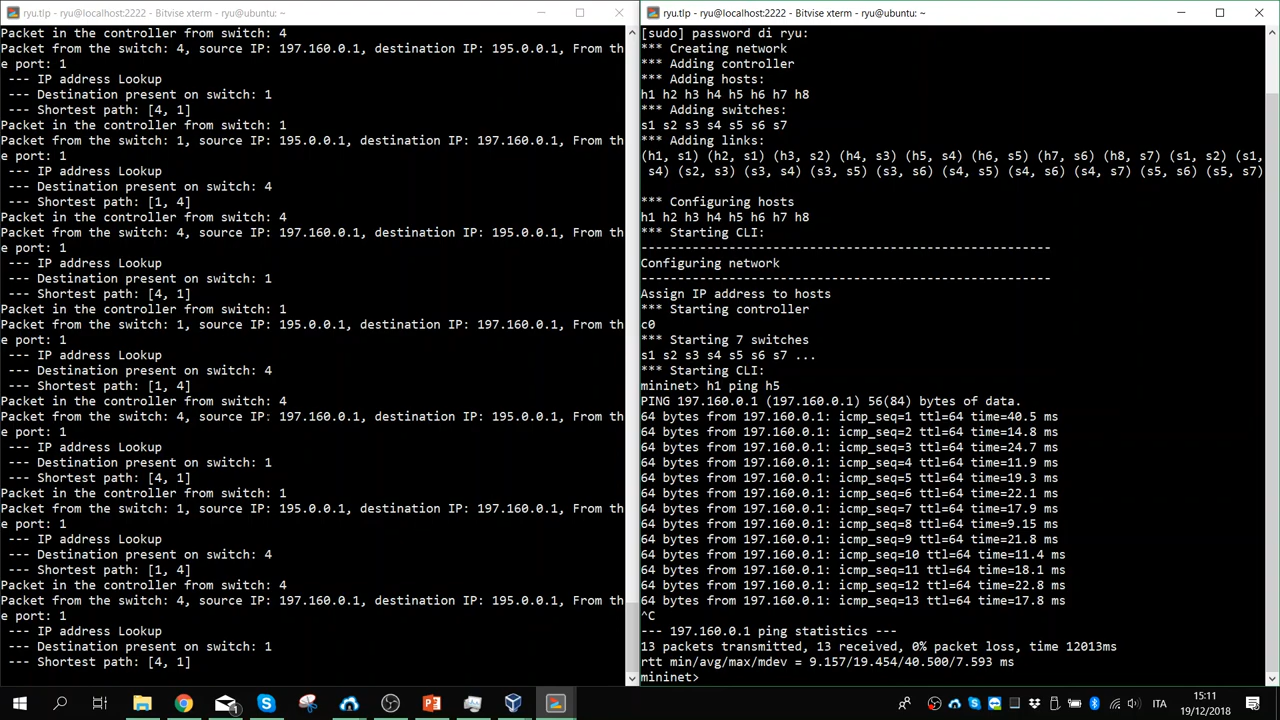 ryu.tlp - ryu@localhost:2222 - Bitvise xterm - ryu@ubuntu: ~
Packet in the controller from switch: 4
Packet from the switch: 4, source IP: 197.160.0.1, destination IP: 195.0.0.1, From th
e port: 1
--- IP address Lookup
--- Destination present on switch: 1
--- Shortest path: [4, 1]
Packet in the controller from switch: 1
Packet from the switch: 1, source IP: 195.0.0.1, destination IP: 197.160.0.1, From th
e port: 1
--- IP address Lookup
--- Destination present on switch: 4
--- Shortest path: [1, 4]
Packet in the controller from switch: 4
Packet from the switch: 4, source IP: 197.160.0.1, destination IP: 195.0.0.1, From th
e port: 1
--- IP address Lookup
--- Destination present on switch: 1
--- Shortest path: [4, 1]
Packet in the controller from switch: 1
Packet from the switch: 1, source IP: 195.0.0.1, destination IP: 197.160.0.1, From th
e port: 1
--- IP address Lookup
--- Destination present on switch: 4
--- Shortest path: [1, 4]
Packet in the controller from switch: 4
Packet from the switch: 4, source IP: 197.160.0.1, destination IP: 195.0.0.1, From th
e port: 1
--- IP address Lookup
--- Destination present on switch: 1
--- Shortest path: [4, 1]
Packet in the controller from switch: 1
Packet from the switch: 1, source IP: 195.0.0.1, destination IP: 197.160.0.1, From th
e port: 1
--- IP address Lookup
--- Destination present on switch: 4
--- Shortest path: [1, 4]
Packet in the controller from switch: 4
Packet from the switch: 4, source IP: 197.160.0.1, destination IP: 195.0.0.1, From th
e port: 1
--- IP address Lookup
--- Destination present on switch: 1
--- Shortest path: [4, 1]
ryu.tlp - ryu@localhost:2222 - Bitvise xterm - ryu@ubuntu: ~
[sudo] password di ryu:
*** Creating network
*** Adding controller
*** Adding hosts:
h1 h2 h3 h4 h5 h6 h7 h8
*** Adding switches:
s1 s2 s3 s4 s5 s6 s7
*** Adding links:
(h1, s1) (h2, s1) (h3, s2) (h4, s3) (h5, s4) (h6, s5) (h7, s6) (h8, s7) (s1, s2) (s1,
s4) (s2, s3) (s3, s4) (s3, s5) (s3, s6) (s4, s5) (s4, s6) (s4, s7) (s5, s6) (s5, s7)
*** Configuring hosts
h1 h2 h3 h4 h5 h6 h7 h8
*** Starting CLI:
-------------------------------------------------------
Configuring network
-------------------------------------------------------
Assign IP address to hosts
*** Starting controller
c0
*** Starting 7 switches
s1 s2 s3 s4 s5 s6 s7 ...
*** Starting CLI:
mininet> h1 ping h5
PING 197.160.0.1 (197.160.0.1) 56(84) bytes of data.
64 bytes from 197.160.0.1: icmp_seq=1 ttl=64 time=40.5 ms
64 bytes from 197.160.0.1: icmp_seq=2 ttl=64 time=14.8 ms
64 bytes from 197.160.0.1: icmp_seq=3 ttl=64 time=24.7 ms
64 bytes from 197.160.0.1: icmp_seq=4 ttl=64 time=11.9 ms
64 bytes from 197.160.0.1: icmp_seq=5 ttl=64 time=19.3 ms
64 bytes from 197.160.0.1: icmp_seq=6 ttl=64 time=22.1 ms
64 bytes from 197.160.0.1: icmp_seq=7 ttl=64 time=17.9 ms
64 bytes from 197.160.0.1: icmp_seq=8 ttl=64 time=9.15 ms
64 bytes from 197.160.0.1: icmp_seq=9 ttl=64 time=21.8 ms
64 bytes from 197.160.0.1: icmp_seq=10 ttl=64 time=11.4 ms
64 bytes from 197.160.0.1: icmp_seq=11 ttl=64 time=18.1 ms
64 bytes from 197.160.0.1: icmp_seq=12 ttl=64 time=22.8 ms
64 bytes from 197.160.0.1: icmp_seq=13 ttl=64 time=17.8 ms
^C
--- 197.160.0.1 ping statistics ---
13 packets transmitted, 13 received, 0% packet loss, time 12013ms
rtt min/avg/max/mdev = 9.157/19.454/40.500/7.593 ms
mininet>
1
ITA
15:11
19/12/2018